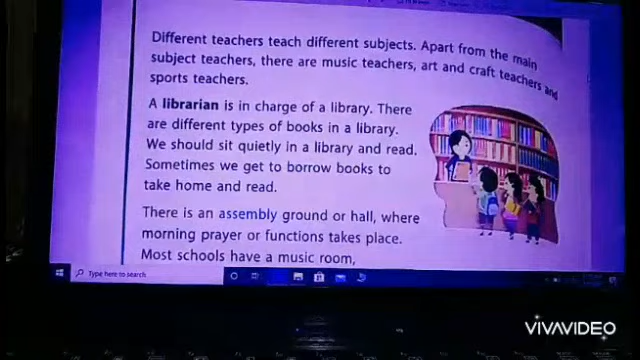 Different teachers teach different subjects. Apart from the main
subject teachers, there are music teachers, art and craft teachers and
sports teachers.
A librarian is in charge of a library. There
are different types of books in a library.
We should sit quietly in a library and read.
Sometimes we get to borrow books to
take home and read.
There is an assembly ground or hall, where
morning prayer or functions takes place.
Most schools have a music room,
Type here to search
VIVAVIDEO